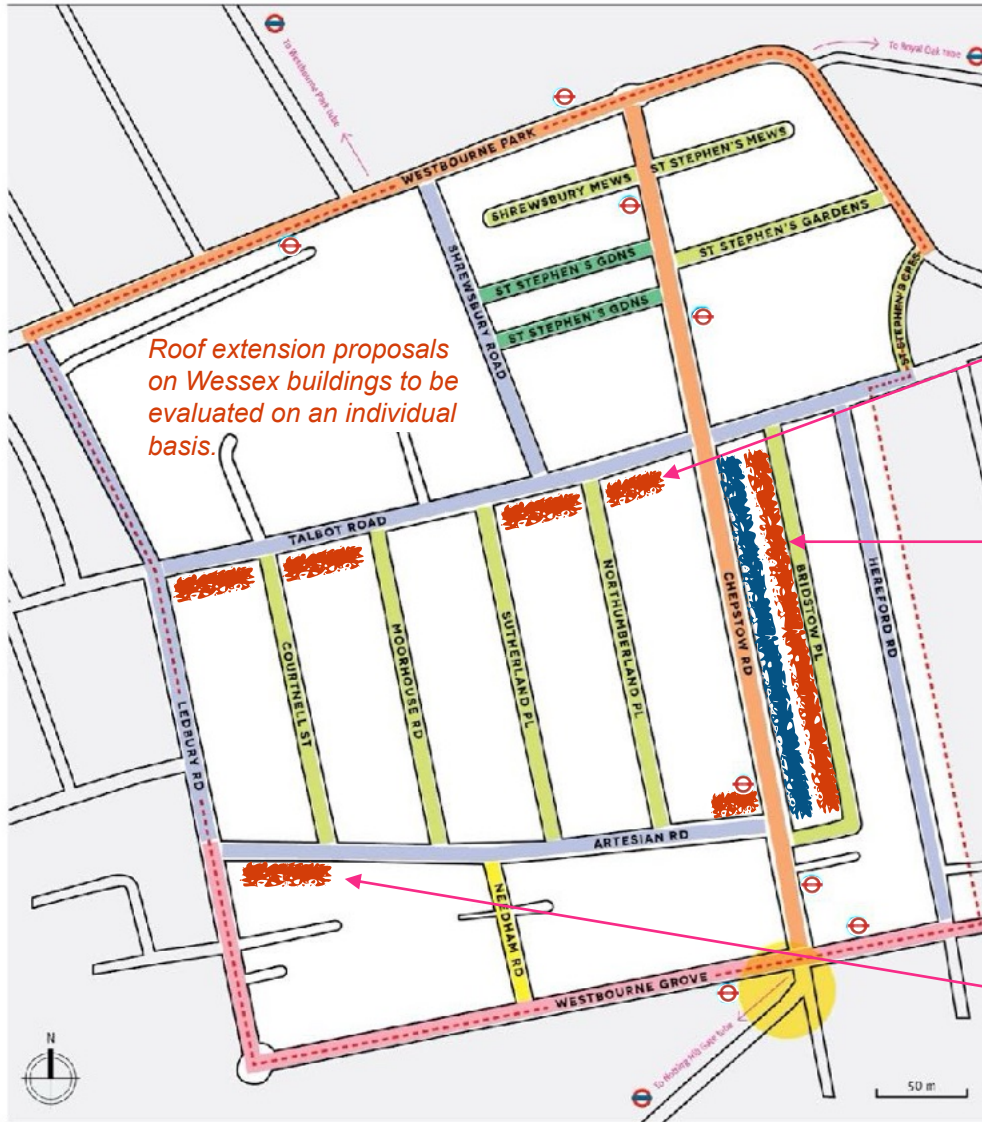 To Westbourne Park tube
To Royal Oak tube
WESTBOURNE PARK
ST STEPHEN'S MEWS
SHREWSBURY MEWS
ST STEPHEN'S GARDENS
SHREWSBURY ROAD
ST STEPHEN'S GDNS
ST STEPHEN'S GDNS
ST STEPHEN'S CRES
Roof extension proposals
on Wessex buildings to be
evaluated on an individual
basis.
TALBOT ROAD
LEDBURY RD
COURTNELL ST
MOORHOUSE RD
SUTHERLAND PL
NORTHUMBERLAND PL
CHEPSTOW RD
BRIDSTOW PL
HEREFORD RD
ARTESIAN RD
NEEDHAM RD
WESTBOURNE GROVE
To Notting Hill Gate tube
N
50 m